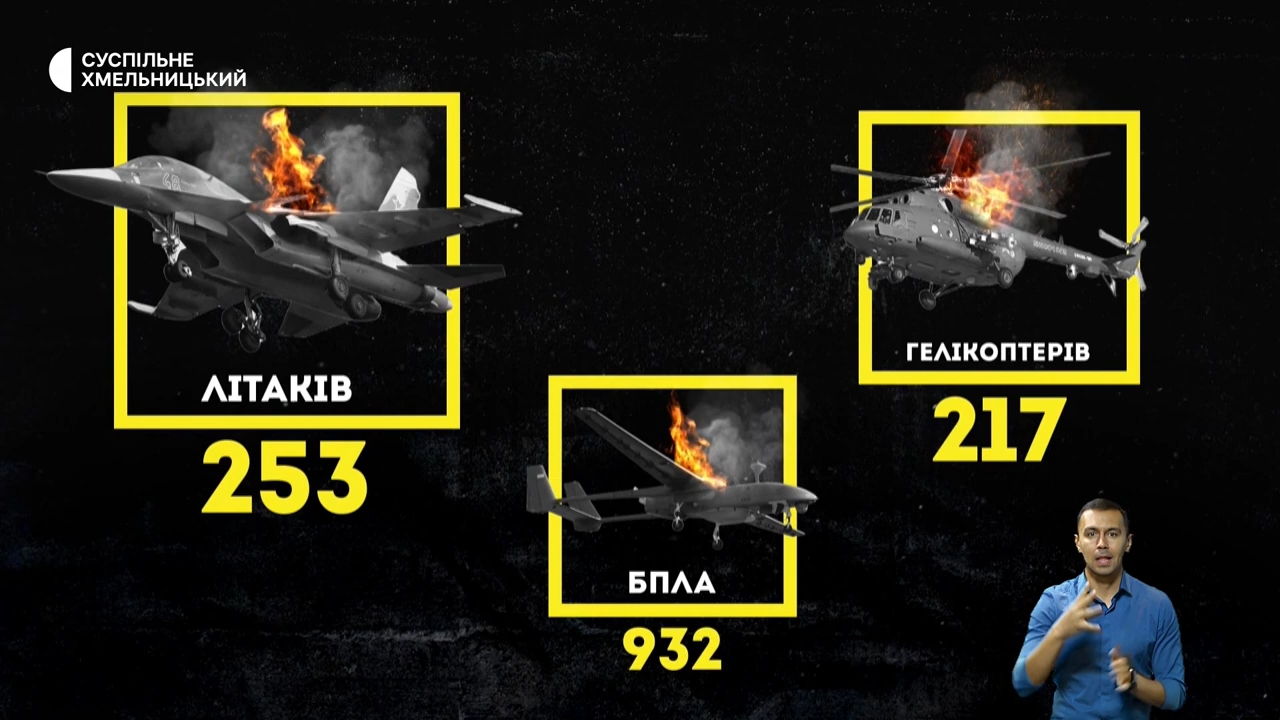 СУСПІЛЬНЕ
ХМЕЛЬНИЦЬКИЙ
ЛІТАКІВ
253
ГЕЛІКОПТЕРІВ
217
БПЛА
932